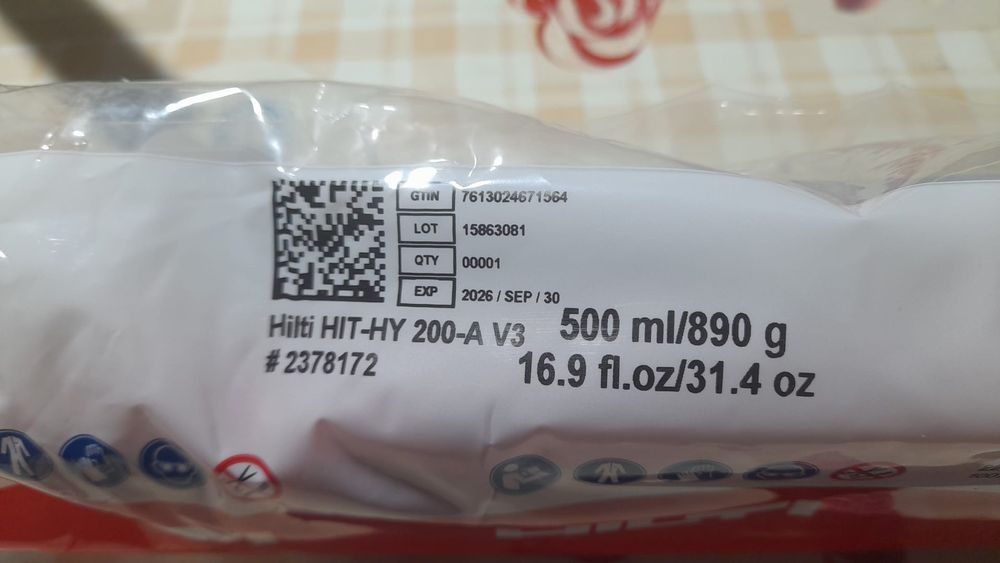 GTIN 7613024671564
LOT 15863081
QTY 00001
EXP 2026 / SEP / 30
Hilti HIT-HY 200-A V3 500 ml/890 g
# 2378172 16.9 fl.oz/31.4 oz